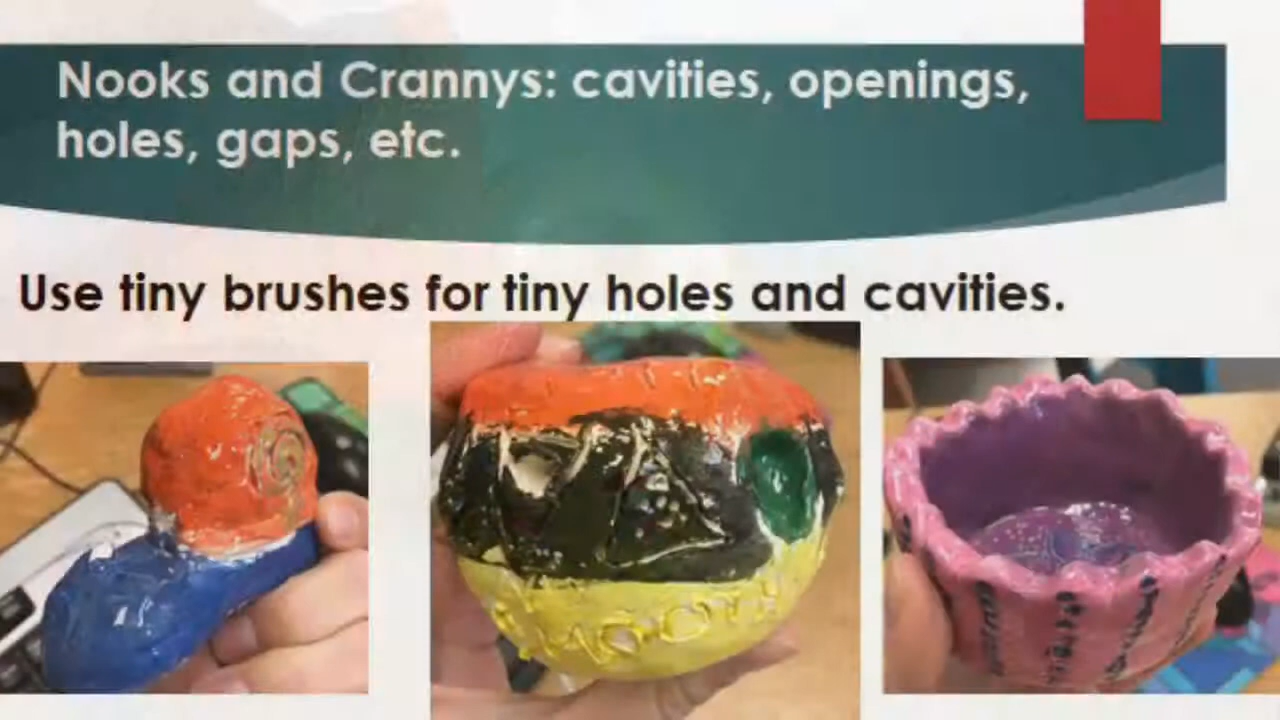 Nooks and Crannys: cavities, openings,
holes, gaps, etc.
Use tiny brushes for tiny holes and cavities.